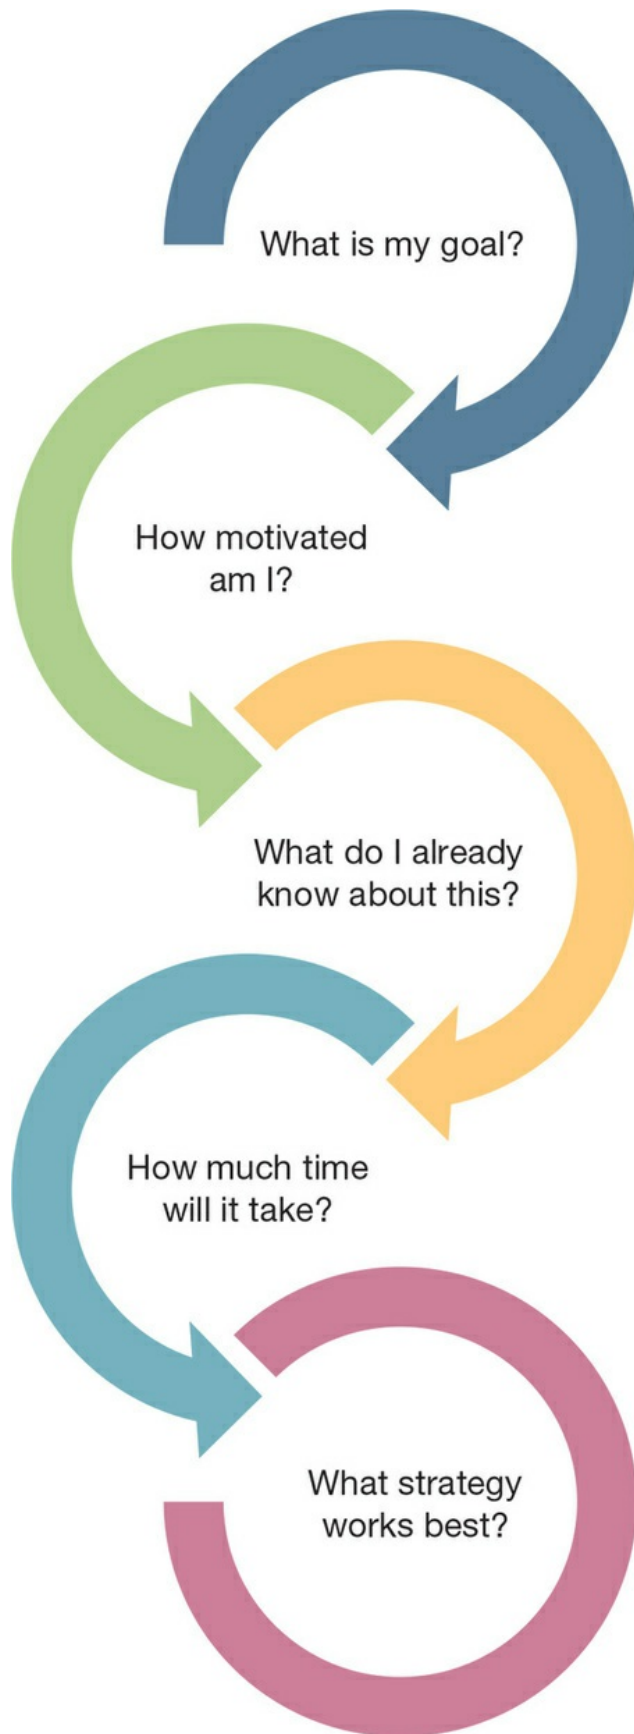 What is my goal?
How motivated
am I?
What do I already
know about this?
How much time
will it take?
What strategy
works best?